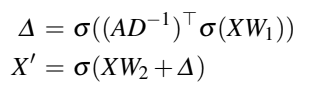 Δ = σ((AD⁻¹)⊤σ(XW₁))
X′ = σ(XW₂ + Δ)